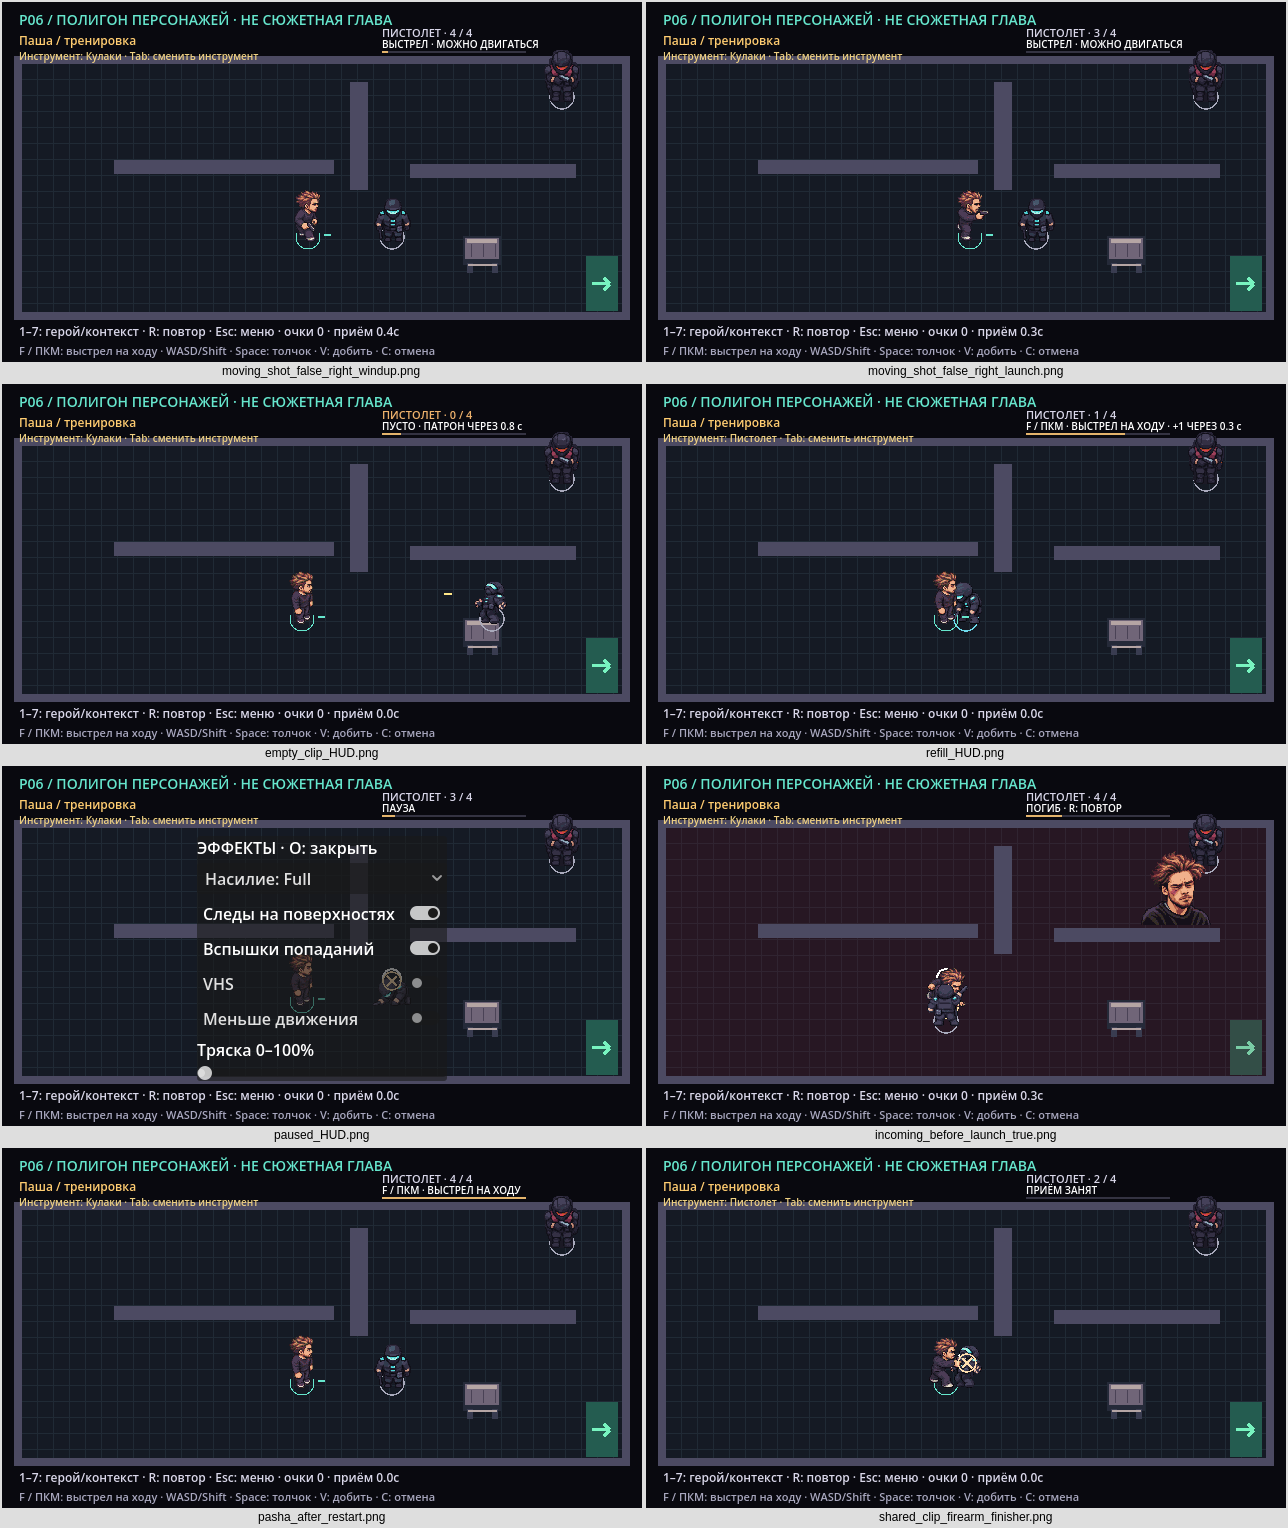 P06 / ПОЛИГОН ПЕРСОНАЖЕЙ · НЕ СЮЖЕТНАЯ ГЛАВА
Паша / тренировка
ПИСТОЛЕТ · 4 / 4
ВЫСТРЕЛ · МОЖНО ДВИГАТЬСЯ
Инструмент: Кулаки · Tab: сменить инструмент
1–7: герой/контекст · R: повтор · Esc: меню · очки 0 · приём 0.4с
F / ПКМ: выстрел на ходу · WASD/Shift · Space: толчок · V: добить · C: отмена
moving_shot_false_right_windup.png
P06 / ПОЛИГОН ПЕРСОНАЖЕЙ · НЕ СЮЖЕТНАЯ ГЛАВА
Паша / тренировка
ПИСТОЛЕТ · 3 / 4
ВЫСТРЕЛ · МОЖНО ДВИГАТЬСЯ
Инструмент: Кулаки · Tab: сменить инструмент
1–7: герой/контекст · R: повтор · Esc: меню · очки 0 · приём 0.3с
F / ПКМ: выстрел на ходу · WASD/Shift · Space: толчок · V: добить · C: отмена
moving_shot_false_right_launch.png
P06 / ПОЛИГОН ПЕРСОНАЖЕЙ · НЕ СЮЖЕТНАЯ ГЛАВА
Паша / тренировка
ПИСТОЛЕТ · 0 / 4
ПУСТО · ПАТРОН ЧЕРЕЗ 0.8 с
Инструмент: Кулаки · Tab: сменить инструмент
1–7: герой/контекст · R: повтор · Esc: меню · очки 0 · приём 0.0с
F / ПКМ: выстрел на ходу · WASD/Shift · Space: толчок · V: добить · C: отмена
empty_clip_HUD.png
P06 / ПОЛИГОН ПЕРСОНАЖЕЙ · НЕ СЮЖЕТНАЯ ГЛАВА
Паша / тренировка
ПИСТОЛЕТ · 1 / 4
F / ПКМ · ВЫСТРЕЛ НА ХОДУ · +1 ЧЕРЕЗ 0.3 с
Инструмент: Пистолет · Tab: сменить инструмент
1–7: герой/контекст · R: повтор · Esc: меню · очки 0 · приём 0.0с
F / ПКМ: выстрел на ходу · WASD/Shift · Space: толчок · V: добить · C: отмена
refill_HUD.png
P06 / ПОЛИГОН ПЕРСОНАЖЕЙ · НЕ СЮЖЕТНАЯ ГЛАВА
Паша / тренировка
ПИСТОЛЕТ · 3 / 4
ПАУЗА
Инструмент: Кулаки · Tab: сменить инструмент
ЭФФЕКТЫ · O: закрыть
Насилие: Full
Следы на поверхностях
Вспышки попаданий
VHS
Меньше движения
Тряска 0–100%
1–7: герой/контекст · R: повтор · Esc: меню · очки 0 · приём 0.0с
F / ПКМ: выстрел на ходу · WASD/Shift · Space: толчок · V: добить · C: отмена
paused_HUD.png
P06 / ПОЛИГОН ПЕРСОНАЖЕЙ · НЕ СЮЖЕТНАЯ ГЛАВА
Паша / тренировка
ПИСТОЛЕТ · 4 / 4
ПОГИБ · R: ПОВТОР
Инструмент: Кулаки · Tab: сменить инструмент
1–7: герой/контекст · R: повтор · Esc: меню · очки 0 · приём 0.3с
F / ПКМ: выстрел на ходу · WASD/Shift · Space: толчок · V: добить · C: отмена
incoming_before_launch_true.png
P06 / ПОЛИГОН ПЕРСОНАЖЕЙ · НЕ СЮЖЕТНАЯ ГЛАВА
Паша / тренировка
ПИСТОЛЕТ · 4 / 4
F / ПКМ · ВЫСТРЕЛ НА ХОДУ
Инструмент: Кулаки · Tab: сменить инструмент
1–7: герой/контекст · R: повтор · Esc: меню · очки 0 · приём 0.0с
F / ПКМ: выстрел на ходу · WASD/Shift · Space: толчок · V: добить · C: отмена
pasha_after_restart.png
P06 / ПОЛИГОН ПЕРСОНАЖЕЙ · НЕ СЮЖЕТНАЯ ГЛАВА
Паша / тренировка
ПИСТОЛЕТ · 2 / 4
ПРИЁМ ЗАНЯТ
Инструмент: Пистолет · Tab: сменить инструмент
1–7: герой/контекст · R: повтор · Esc: меню · очки 0 · приём 0.0с
F / ПКМ: выстрел на ходу · WASD/Shift · Space: толчок · V: добить · C: отмена
shared_clip_firearm_finisher.png